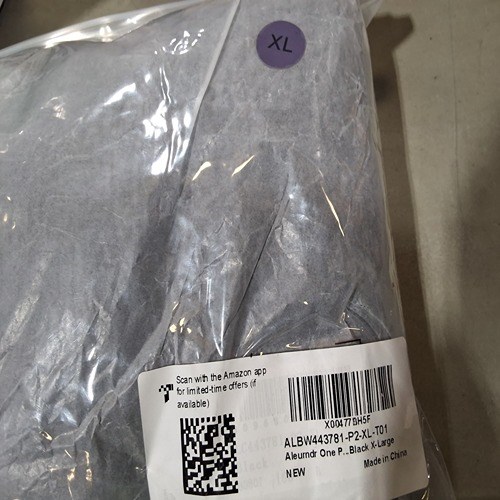 XL
Scan with the Amazon app
for limited-time offers (if
available)
X00477BH5F
ALBW443781-P2-XL-T01
Aleumdr One P...Black X-Large
NEW
Made in China